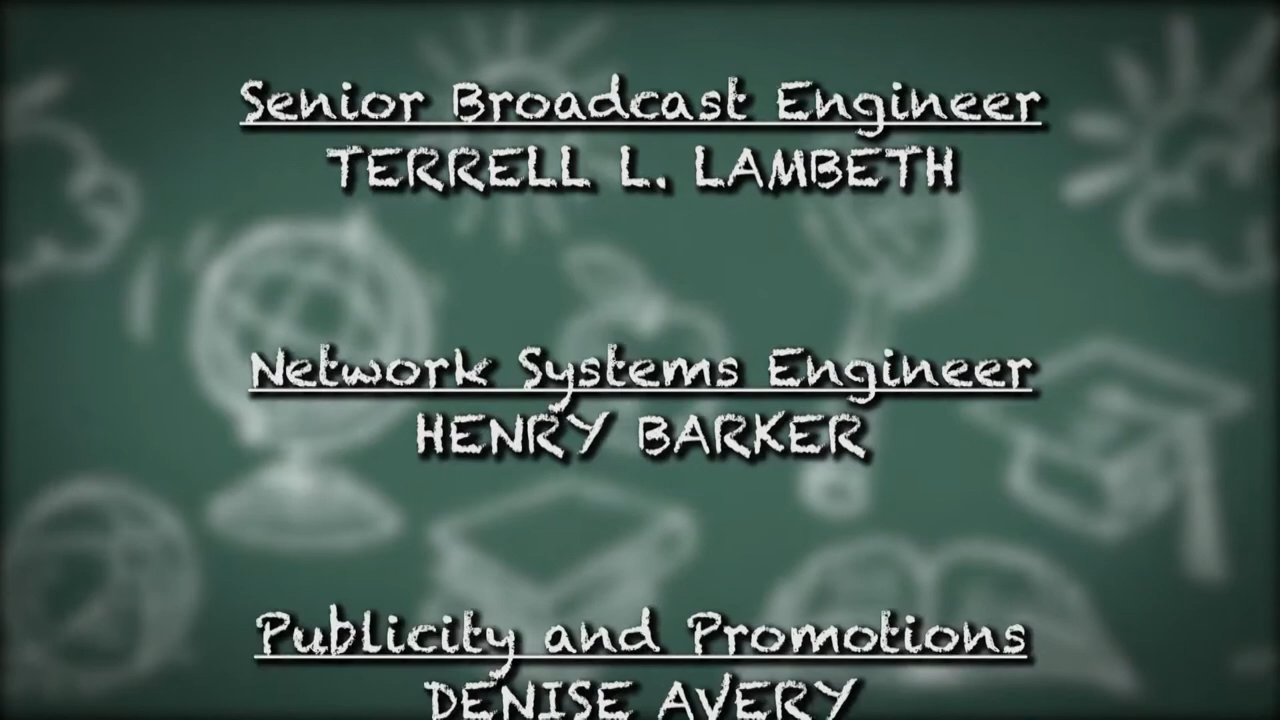 Senior Broadcast Engineer
TERRELL L. LAMBETH
Network Systems Engineer
HENRY BARKER
Publicity and Promotions
DENISE AVERY